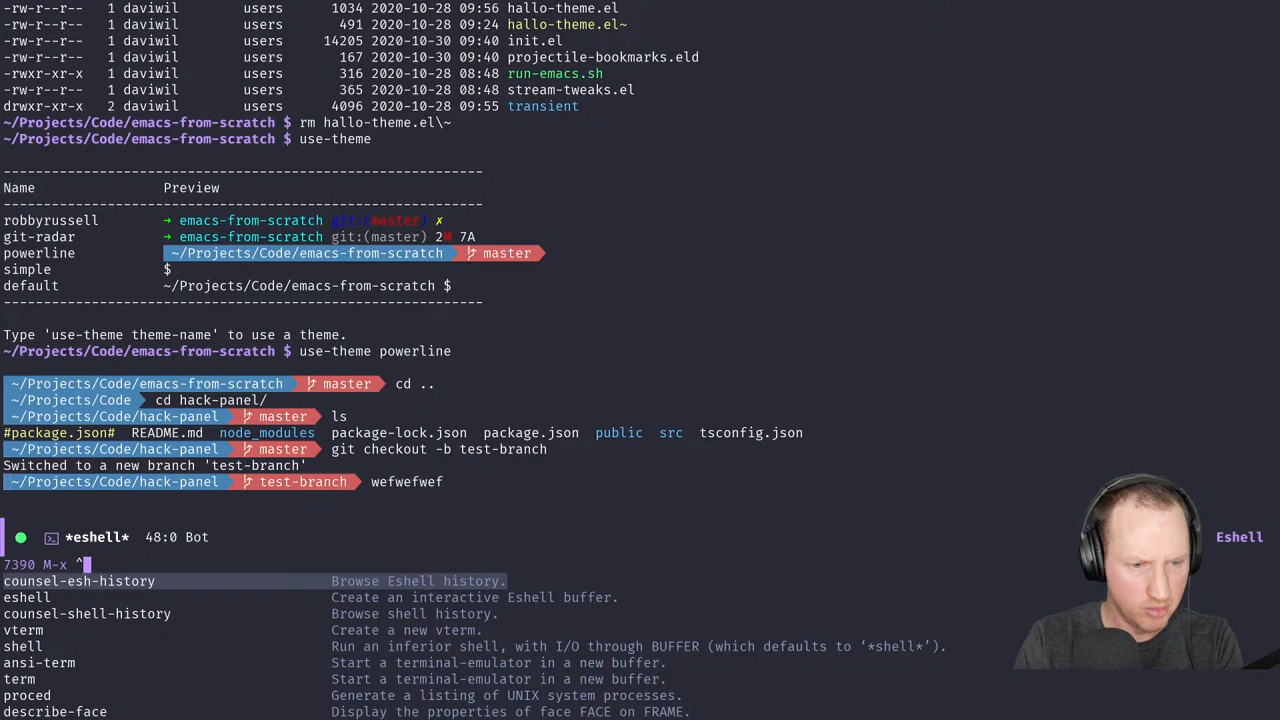 -rw-r--r-- 1 daviwil users 1034 2020-10-28 09:56 hallo-theme.el
-rw-r--r-- 1 daviwil users 491 2020-10-28 09:24 hallo-theme.el~
-rw-r--r-- 1 daviwil users 14205 2020-10-30 09:40 init.el
-rw-r--r-- 1 daviwil users 167 2020-10-30 09:40 projectile-bookmarks.eld
-rwxr-xr-x 1 daviwil users 316 2020-10-28 08:48 run-emacs.sh
-rw-r--r-- 1 daviwil users 365 2020-10-28 08:48 stream-tweaks.el
drwxr-xr-x 2 daviwil users 4096 2020-10-28 09:55 transient
~/Projects/Code/emacs-from-scratch $ rm hallo-theme.el\~
~/Projects/Code/emacs-from-scratch $ use-theme
------------------------------------------------------------
Name Preview
------------------------------------------------------------
robbyrussell → emacs-from-scratch git:(master) ✗
git-radar → emacs-from-scratch git:(master) 2M 7A
powerline ~/Projects/Code/emacs-from-scratch master
simple $
default ~/Projects/Code/emacs-from-scratch $
------------------------------------------------------------
Type 'use-theme theme-name' to use a theme.
~/Projects/Code/emacs-from-scratch $ use-theme powerline
~/Projects/Code/emacs-from-scratch master cd ..
~/Projects/Code cd hack-panel/
~/Projects/Code/hack-panel master ls
#package.json# README.md node_modules package-lock.json package.json public src tsconfig.json
~/Projects/Code/hack-panel master git checkout -b test-branch
Switched to a new branch 'test-branch'
~/Projects/Code/hack-panel test-branch wefwefwef
*eshell* 48:0 Bot Eshell
7390 M-x ^
counsel-esh-history Browse Eshell history.
eshell Create an interactive Eshell buffer.
counsel-shell-history Browse shell history.
vterm Create a new vterm.
shell Run an inferior shell, with I/O through BUFFER (which defaults to ‘*shell*’).
ansi-term Start a terminal-emulator in a new buffer.
term Start a terminal-emulator in a new buffer.
proced Generate a listing of UNIX system processes.
describe-face Display the properties of face FACE on FRAME.